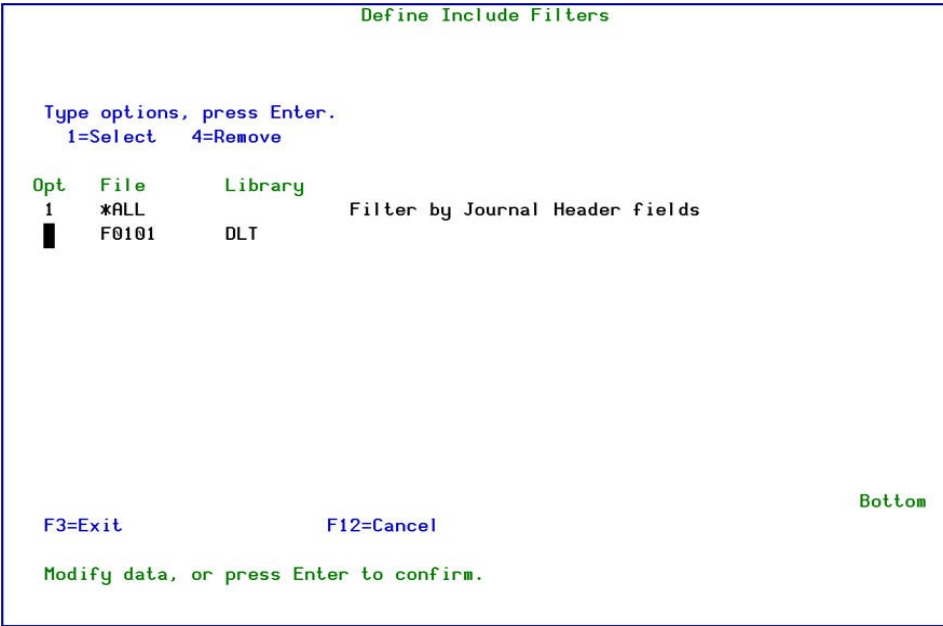 Define Include Filters
Type options, press Enter.
1=Select 4=Remove
Opt File Library
1 *ALL Filter by Journal Header fields
F0101 DLT
Bottom
F3=Exit F12=Cancel
Modify data, or press Enter to confirm.